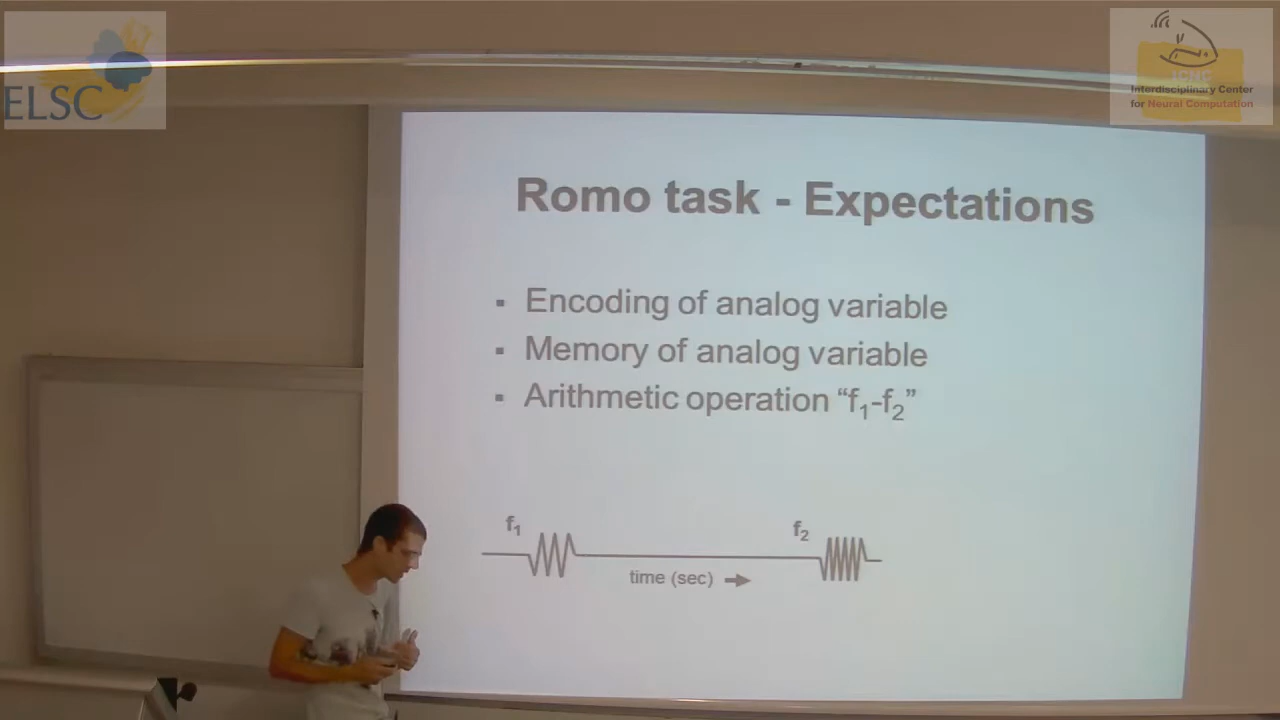 ELSC
ICNC
Interdisciplinary Center
for Neural Computation
Romo task - Expectations
▪ Encoding of analog variable
▪ Memory of analog variable
▪ Arithmetic operation “f₁-f₂”
f₁
f₂
time (sec)